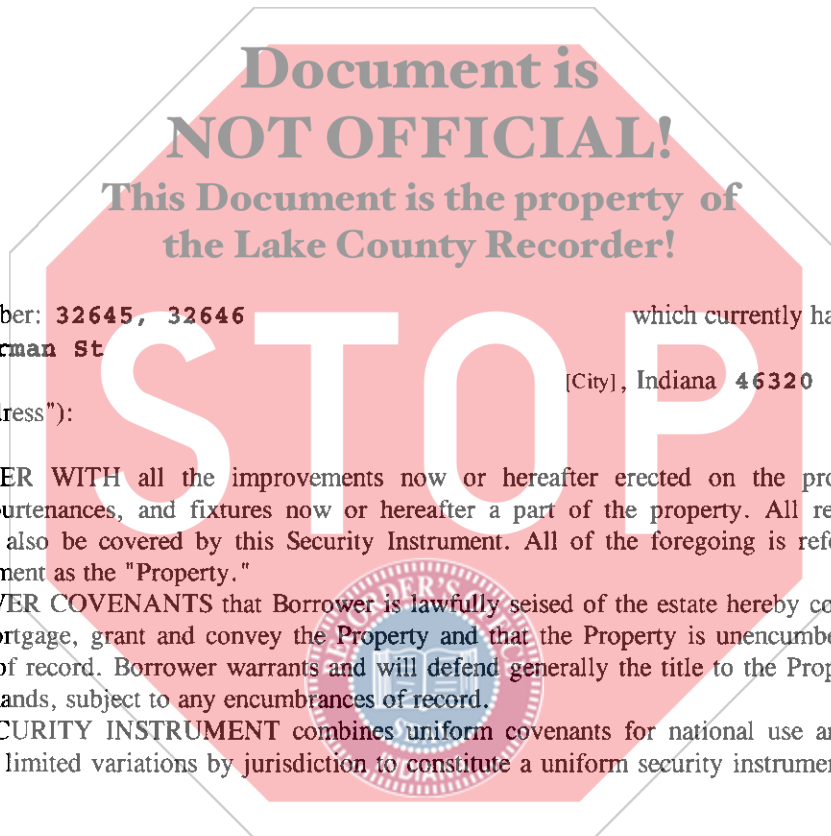 Document is
NOT OFFICIAL!
This Document is the property of
the Lake County Recorder!
ber: 32645, 32646 which currently ha
rman St
[City], Indiana 46320
ress"):
STOP
ER WITH all the improvements now or hereafter erected on the pro
urtenances, and fixtures now or hereafter a part of the property. All re
also be covered by this Security Instrument. All of the foregoing is refe
ment as the "Property."
VER COVENANTS that Borrower is lawfully seised of the estate hereby co
ortgage, grant and convey the Property and that the Property is unencumbe
of record. Borrower warrants and will defend generally the title to the Prop
ands, subject to any encumbrances of record.
CURITY INSTRUMENT combines uniform covenants for national use an
limited variations by jurisdiction to constitute a uniform security instrumen
INDIANA